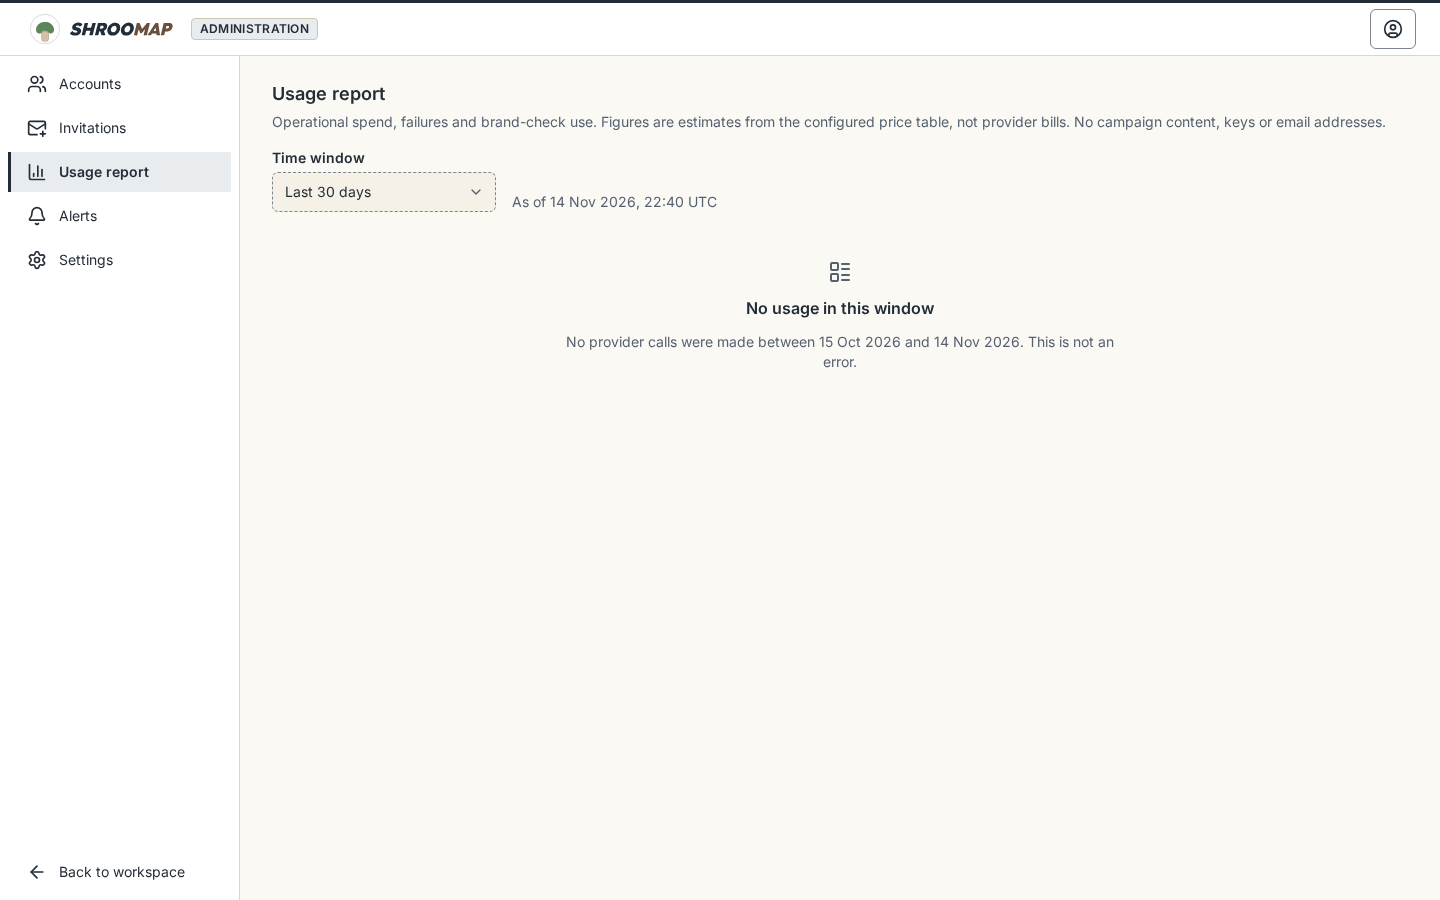 SHROOMAP
ADMINISTRATION
Accounts
Invitations
Usage report
Alerts
Settings
Back to workspace
Usage report
Operational spend, failures and brand-check use. Figures are estimates from the configured price table, not provider bills. No campaign content, keys or email addresses.
Time window
Last 30 days
As of 14 Nov 2026, 22:40 UTC
No usage in this window
No provider calls were made between 15 Oct 2026 and 14 Nov 2026. This is not an
error.